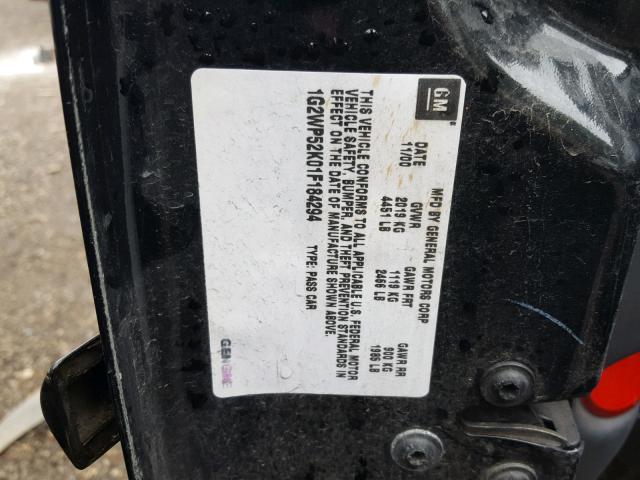 GM
MFD BY GENERAL MOTORS CORP
DATE GVWR GAWR FRT GAWR RR
11/00 2019 KG 1119 KG 900 KG
4451 LB 2466 LB 1985 LB
THIS VEHICLE CONFORMS TO ALL APPLICABLE U.S. FEDERAL MOTOR
VEHICLE SAFETY, BUMPER, AND THEFT PREVENTION STANDARDS IN
EFFECT ON THE DATE OF MANUFACTURE SHOWN ABOVE.
1G2WP52K01F184294 TYPE: PASS CAR